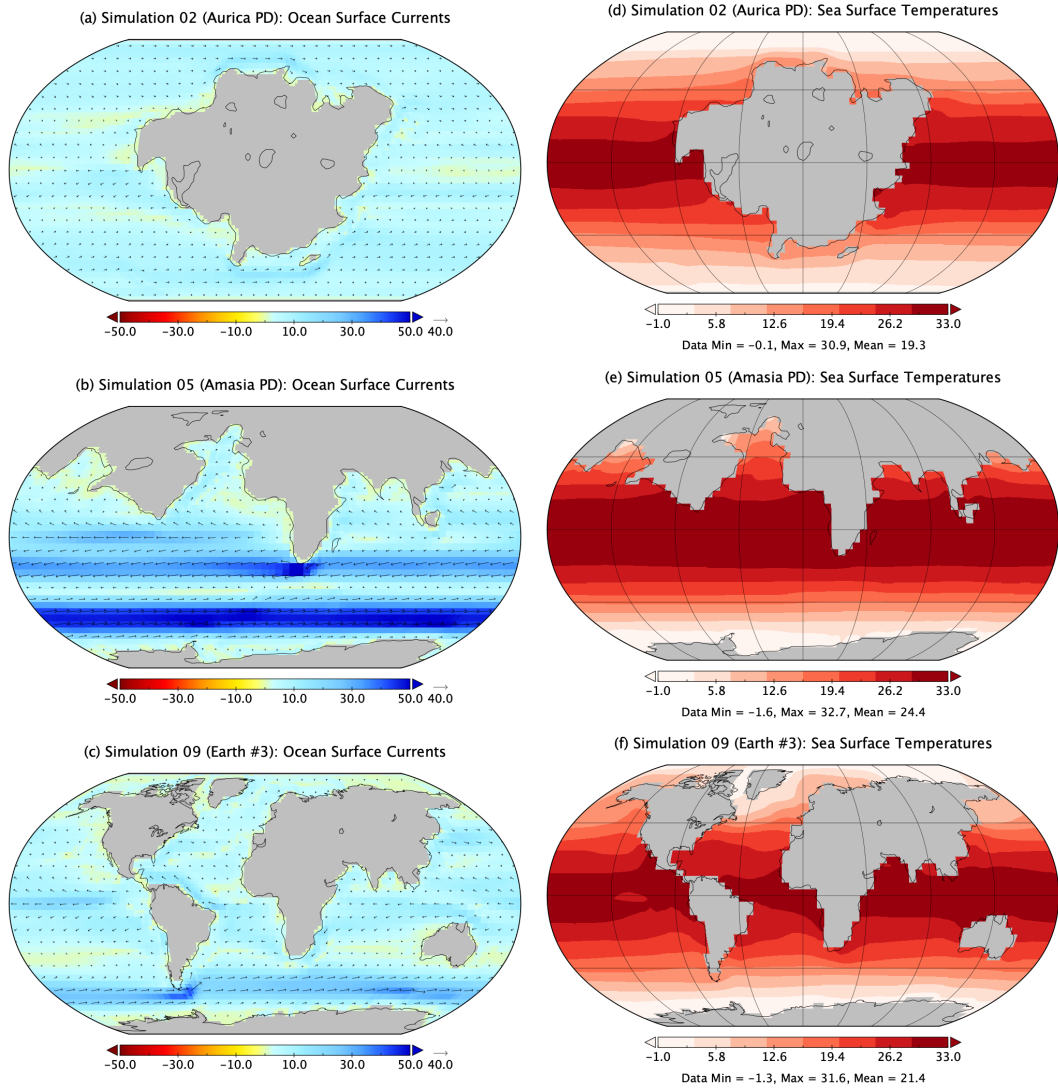 (a) Simulation 02 (Aurica PD): Ocean Surface Currents
(d) Simulation 02 (Aurica PD): Sea Surface Temperatures
−50.0 −30.0 −10.0 10.0 30.0 50.0 40.0
−1.0 5.8 12.6 19.4 26.2 33.0
Data Min = −0.1, Max = 30.9, Mean = 19.3
(b) Simulation 05 (Amasia PD): Ocean Surface Currents
(e) Simulation 05 (Amasia PD): Sea Surface Temperatures
−50.0 −30.0 −10.0 10.0 30.0 50.0 40.0
−1.0 5.8 12.6 19.4 26.2 33.0
Data Min = −1.6, Max = 32.7, Mean = 24.4
(c) Simulation 09 (Earth #3): Ocean Surface Currents
(f) Simulation 09 (Earth #3): Sea Surface Temperatures
−50.0 −30.0 −10.0 10.0 30.0 50.0 40.0
−1.0 5.8 12.6 19.4 26.2 33.0
Data Min = −1.3, Max = 31.6, Mean = 21.4